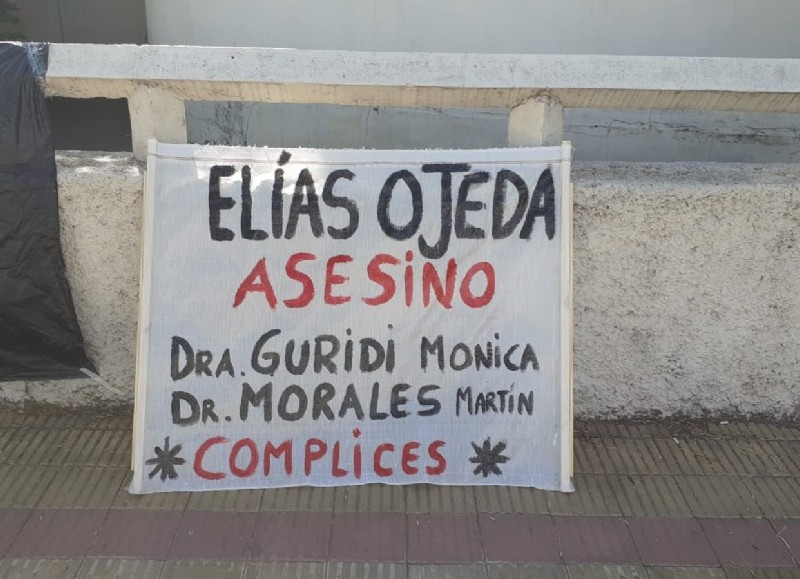 ELÍAS OJEDA
ASESiNO
DRA. GURiDi MONiCA
DR. MORALES MARTÍN
* COMPLiCES *